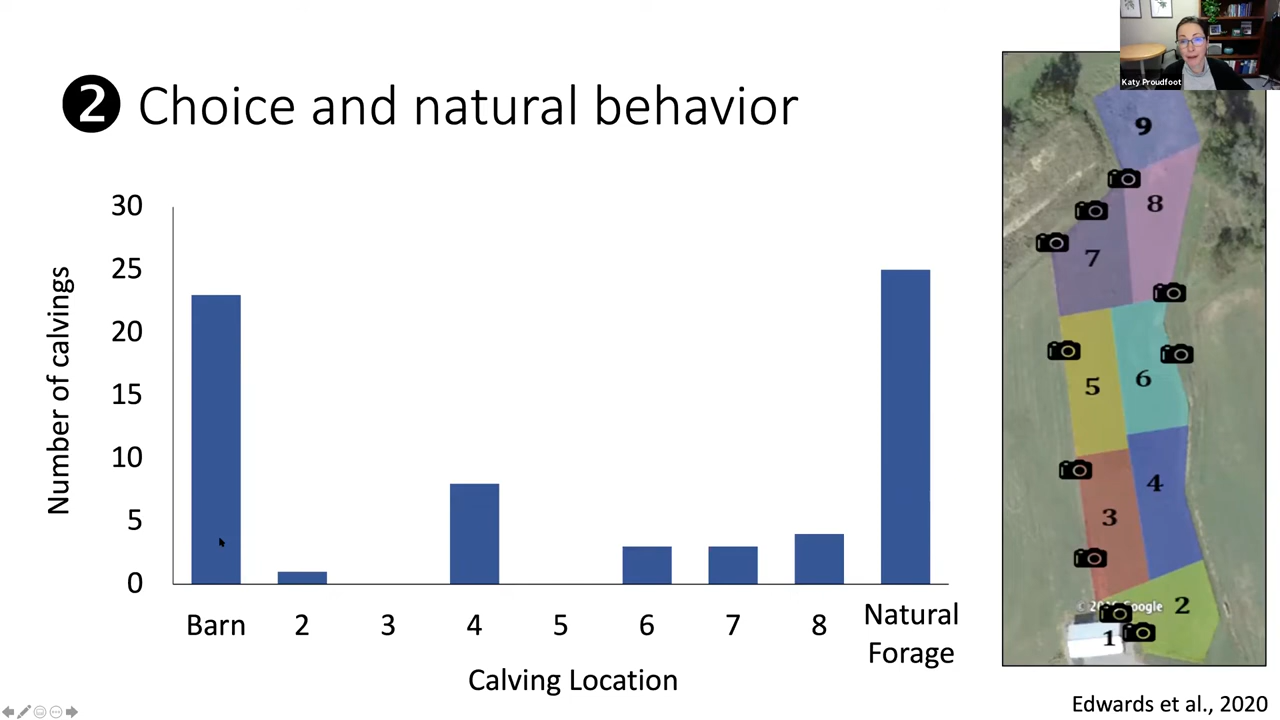 Katy Proudfoot
❷ Choice and natural behavior
30
25
20
15
10
5
0
Number of calvings
Barn
2
3
4
5
6
7
8
Natural
Forage
Calving Location
9
8
7
6
5
4
3
2
1
Google
Edwards et al., 2020